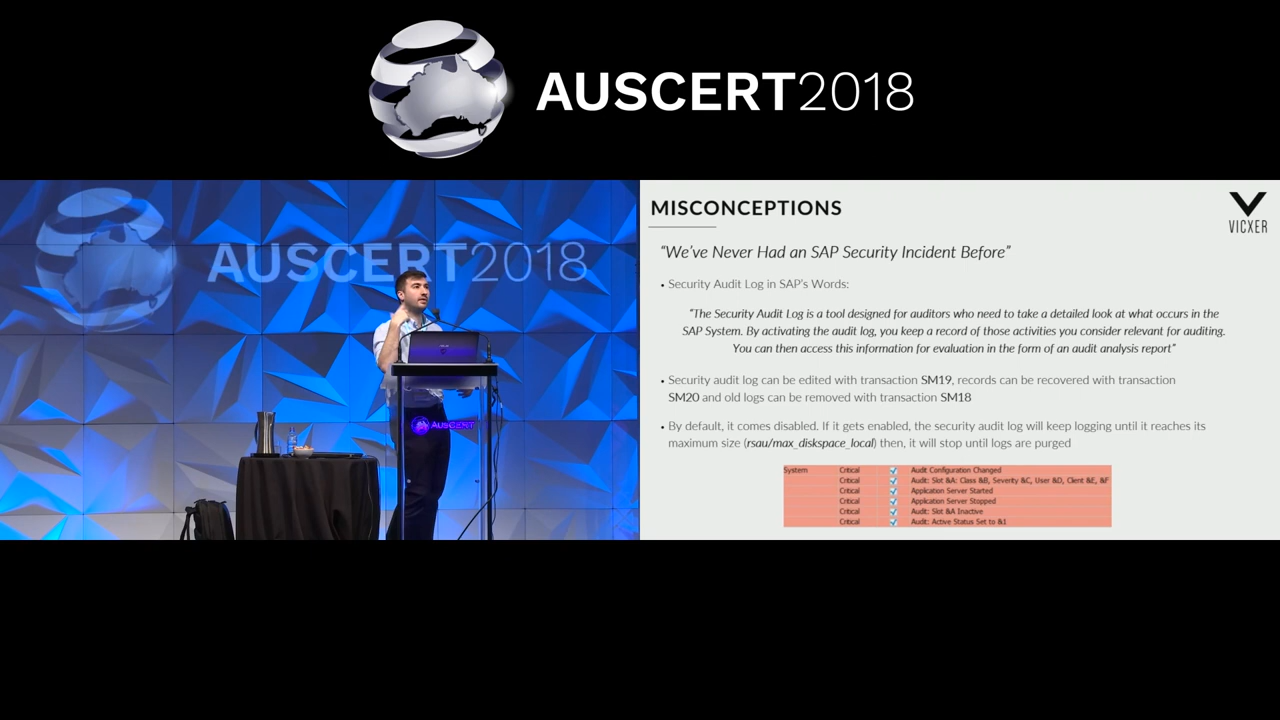 AUSCERT2018
AUSCERT2018
AUSCERT
MISCONCEPTIONS
VICXER
“We’ve Never Had an SAP Security Incident Before”
• Security Audit Log in SAP’s Words:
“The Security Audit Log is a tool designed for auditors who need to take a detailed look at what occurs in the
SAP System. By activating the audit log, you keep a record of those activities you consider relevant for auditing.
You can then access this information for evaluation in the form of an audit analysis report”
• Security audit log can be edited with transaction SM19, records can be recovered with transaction
SM20 and old logs can be removed with transaction SM18
• By default, it comes disabled. If it gets enabled, the security audit log will keep logging until it reaches its
maximum size (rsau/max_diskspace_local) then, it will stop until logs are purged
System Critical Audit Configuration Changed
Critical Audit: Slot &A: Class &B, Severity &C, User &D, Client &E, &F
Critical Application Server Started
Critical Application Server Stopped
Critical Audit: Slot &A Inactive
Critical Audit: Active Status Set to &1